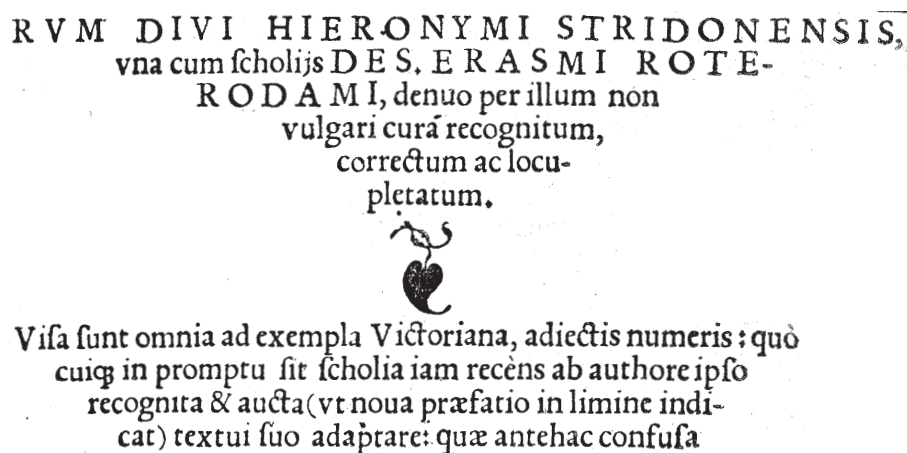 RVM DIVI HIERONYMI STRIDONENSIS,
vna cum ſcholijs DES. ERASMI ROTE-
RODAMI, denuo per illum non
vulgari curâ recognitum,
correctum ac locu-
pletatum.
Viſa ſunt omnia ad exempla Victoriana, adiectis numeris: quò
cuiqꝫ in promptu ſit ſcholia iam recèns ab authore ipſo
recognita & aucta (vt noua præfatio in limine indi-
cat) textui ſuo adaptare: quæ antehac confuſa